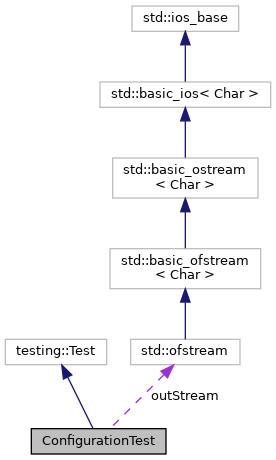 std::ios_base
std::basic_ios< Char >
std::basic_ostream
< Char >
std::basic_ofstream
< Char >
testing::Test
std::ofstream
outStream
ConfigurationTest